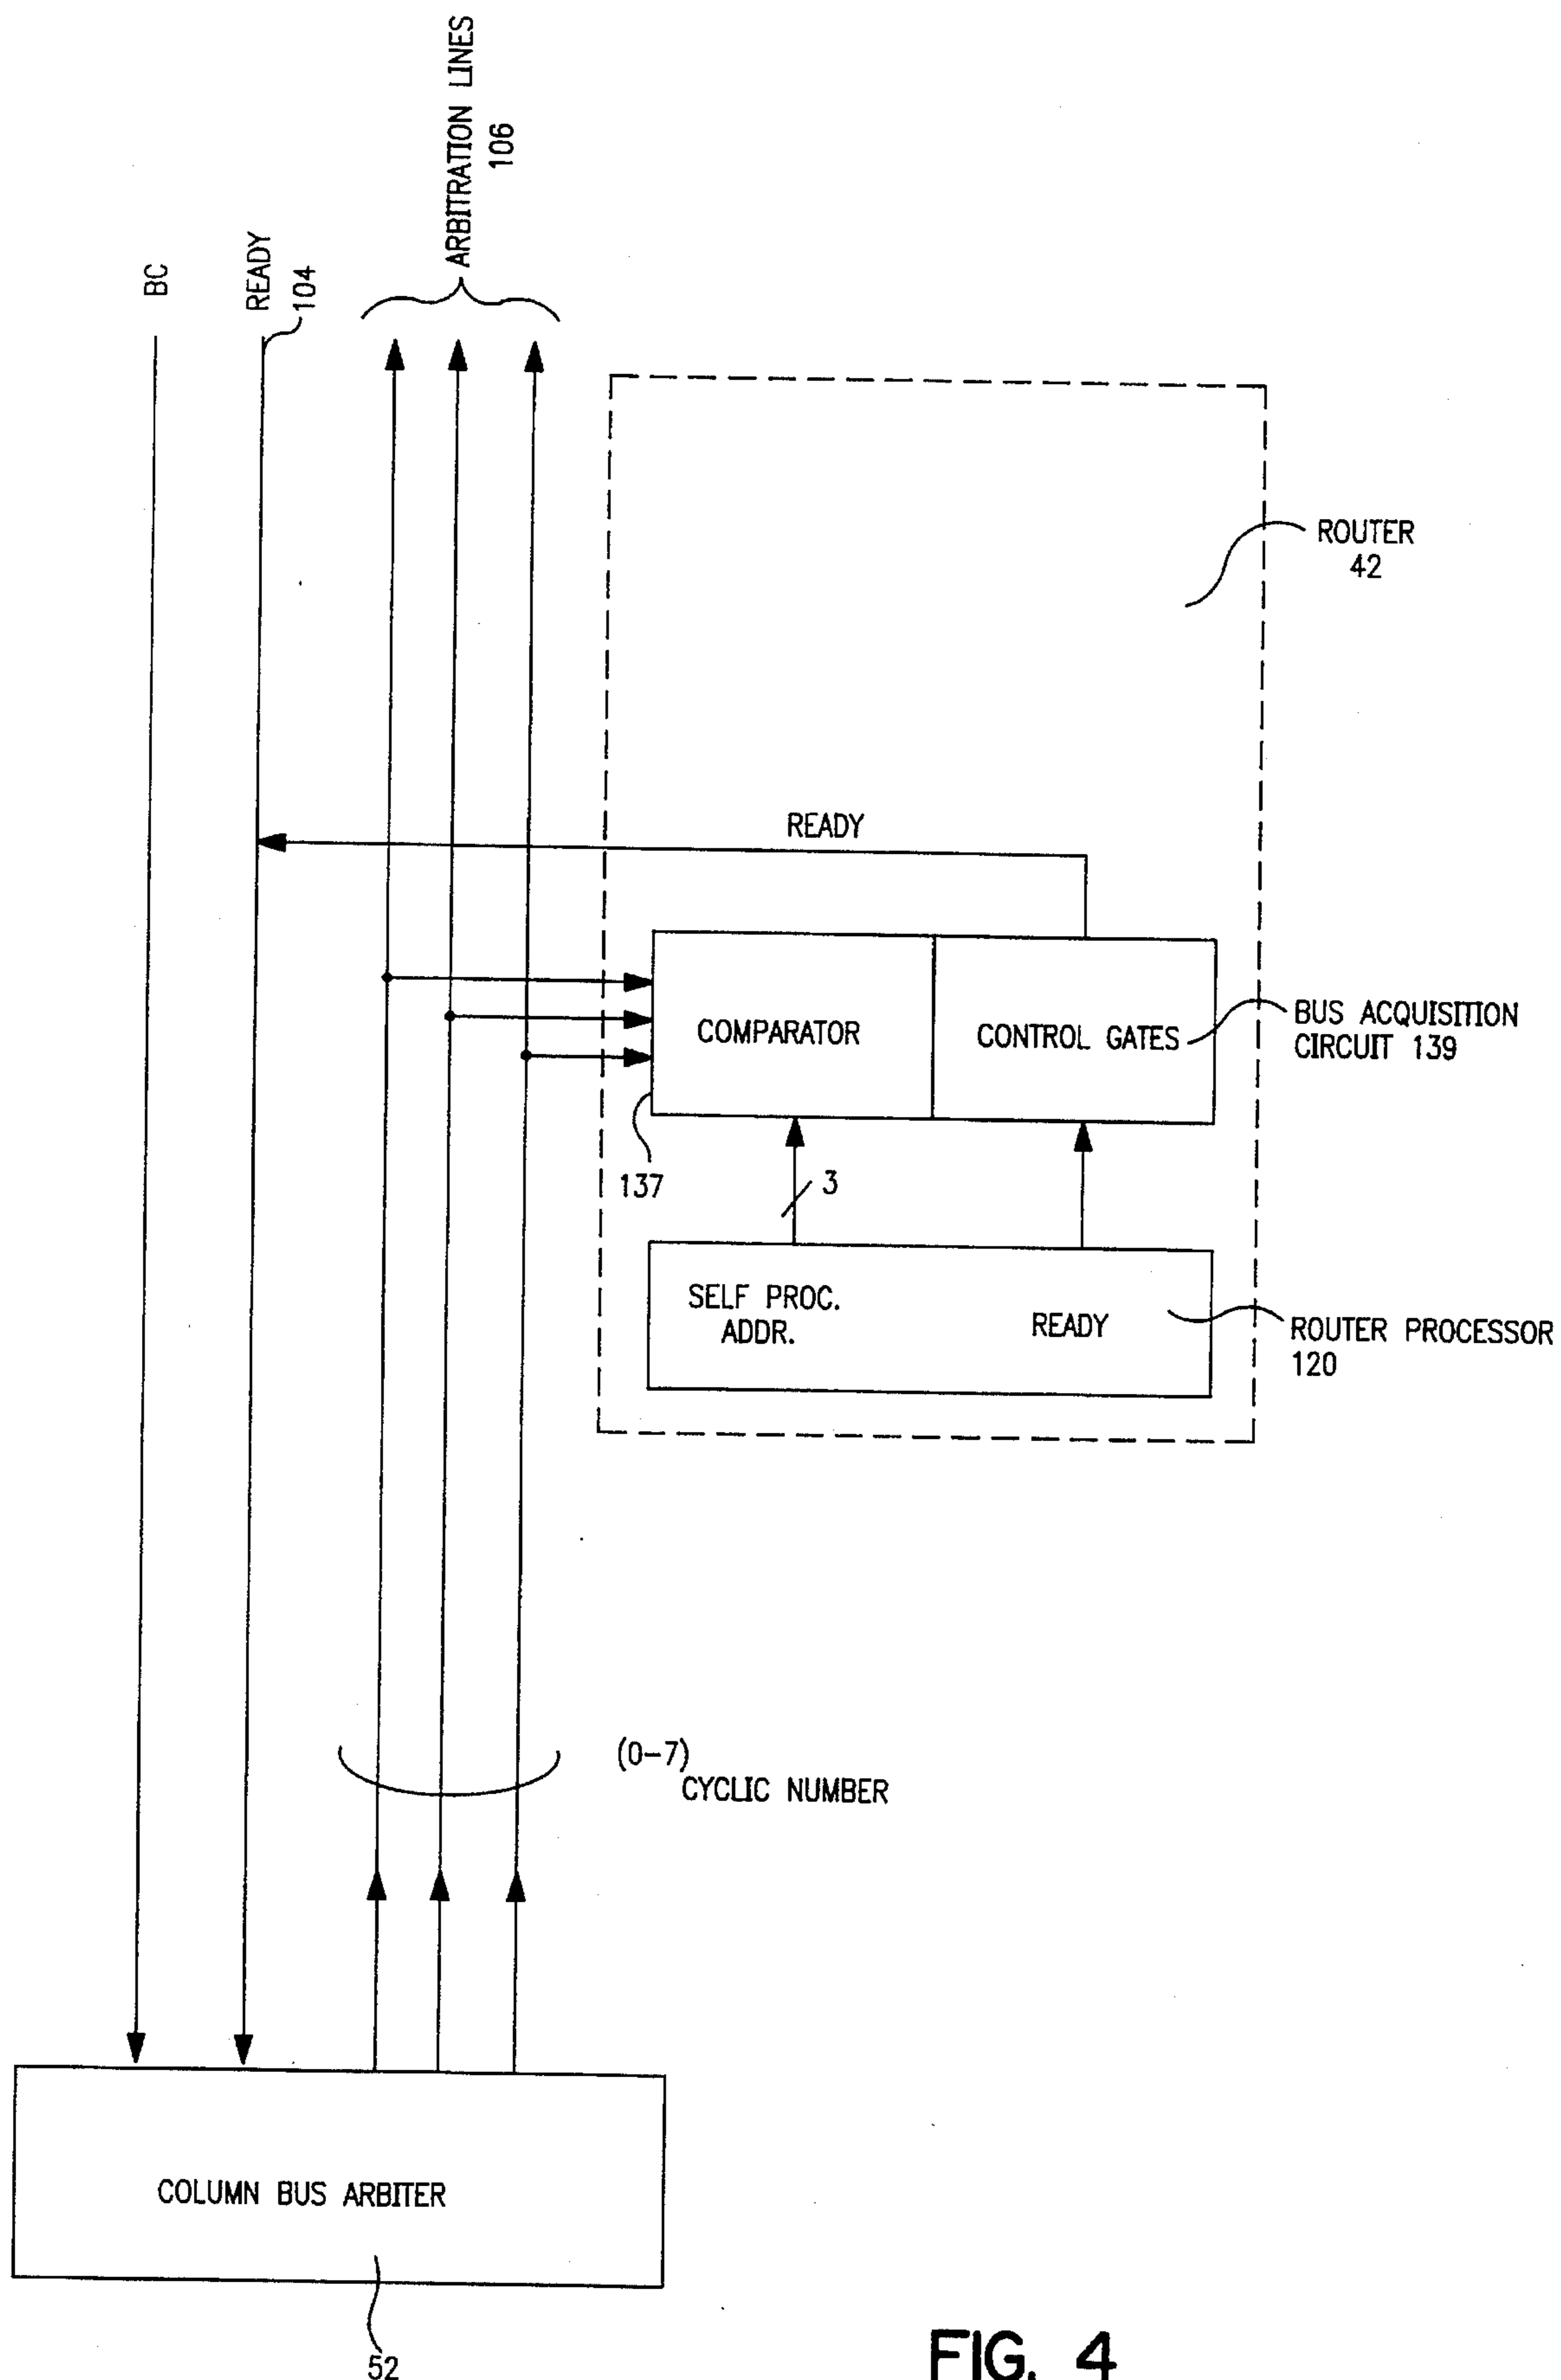 BC
READY
104
ARBITRATION LINES
106
ROUTER
42
READY
COMPARATOR
CONTROL GATES
BUS ACQUISITION
CIRCUIT 139
137
3
SELF PROC.
ADDR.
READY
ROUTER PROCESSOR
120
(0-7)
CYCLIC NUMBER
COLUMN BUS ARBITER
52
FIG. 4